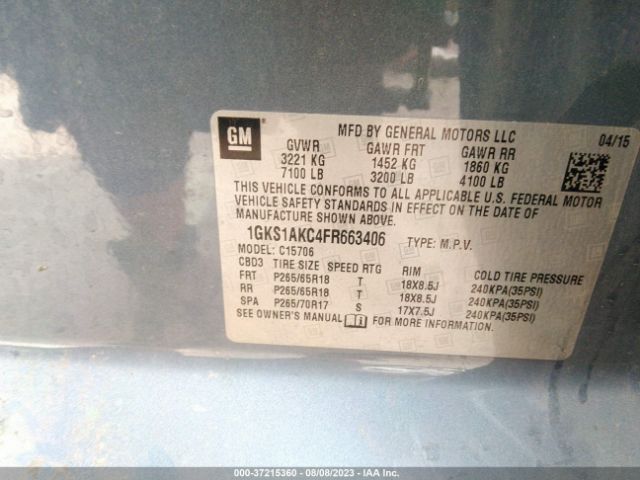 GM
MFD BY GENERAL MOTORS LLC 04/15
GVWR GAWR FRT GAWR RR
3221 KG 1452 KG 1860 KG
7100 LB 3200 LB 4100 LB
THIS VEHICLE CONFORMS TO ALL APPLICABLE U.S. FEDERAL MOTOR
VEHICLE SAFETY STANDARDS IN EFFECT ON THE DATE OF
MANUFACTURE SHOWN ABOVE.
1GKS1AKC4FR663406 TYPE: M.P.V.
MODEL: C15706
CBD3 TIRE SIZE SPEED RTG RIM COLD TIRE PRESSURE
FRT P265/65R18 T 18X8.5J 240KPA(35PSI)
RR P265/65R18 T 18X8.5J 240KPA(35PSI)
SPA P265/70R17 S 17X7.5J 240KPA(35PSI)
SEE OWNER'S MANUAL FOR MORE INFORMATION.
000-37215360 - 08/08/2023 - IAA Inc.